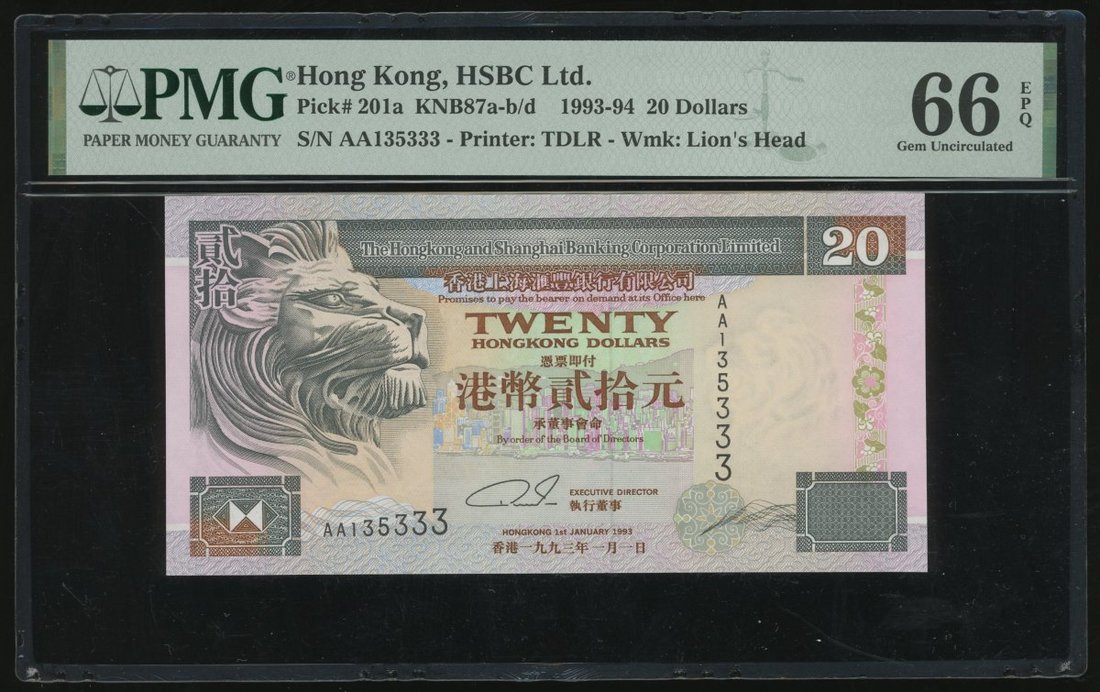 PMG®
PAPER MONEY GUARANTY
Hong Kong, HSBC Ltd.
Pick# 201a KNB87a-b/d 1993-94 20 Dollars
S/N AA135333 - Printer: TDLR - Wmk: Lion's Head
66 EPQ
Gem Uncirculated
貳拾
The Hongkong and Shanghai Banking Corporation Limited
20
香港上海滙豐銀行有限公司
Promises to pay the bearer on demand at its Office here
TWENTY
HONGKONG DOLLARS
憑票即付
港幣貳拾元
承董事會命
By order of the Board of Directors
AA135333
EXECUTIVE DIRECTOR
執行董事
AA135333
HONGKONG 1st JANUARY 1993
香港一九九三年一月一日